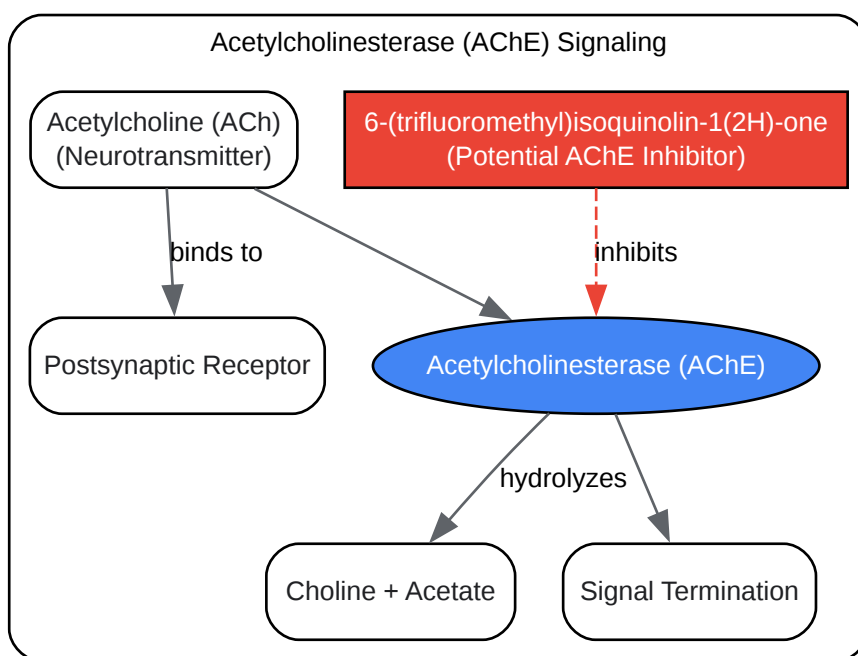 Acetylcholinesterase (AChE) Signaling
Acetylcholine (ACh)
(Neurotransmitter)
6-(trifluoromethyl)isoquinolin-1(2H)-one
(Potential AChE Inhibitor)
binds to
inhibits
Postsynaptic Receptor
Acetylcholinesterase (AChE)
hydrolyzes
Choline + Acetate
Signal Termination